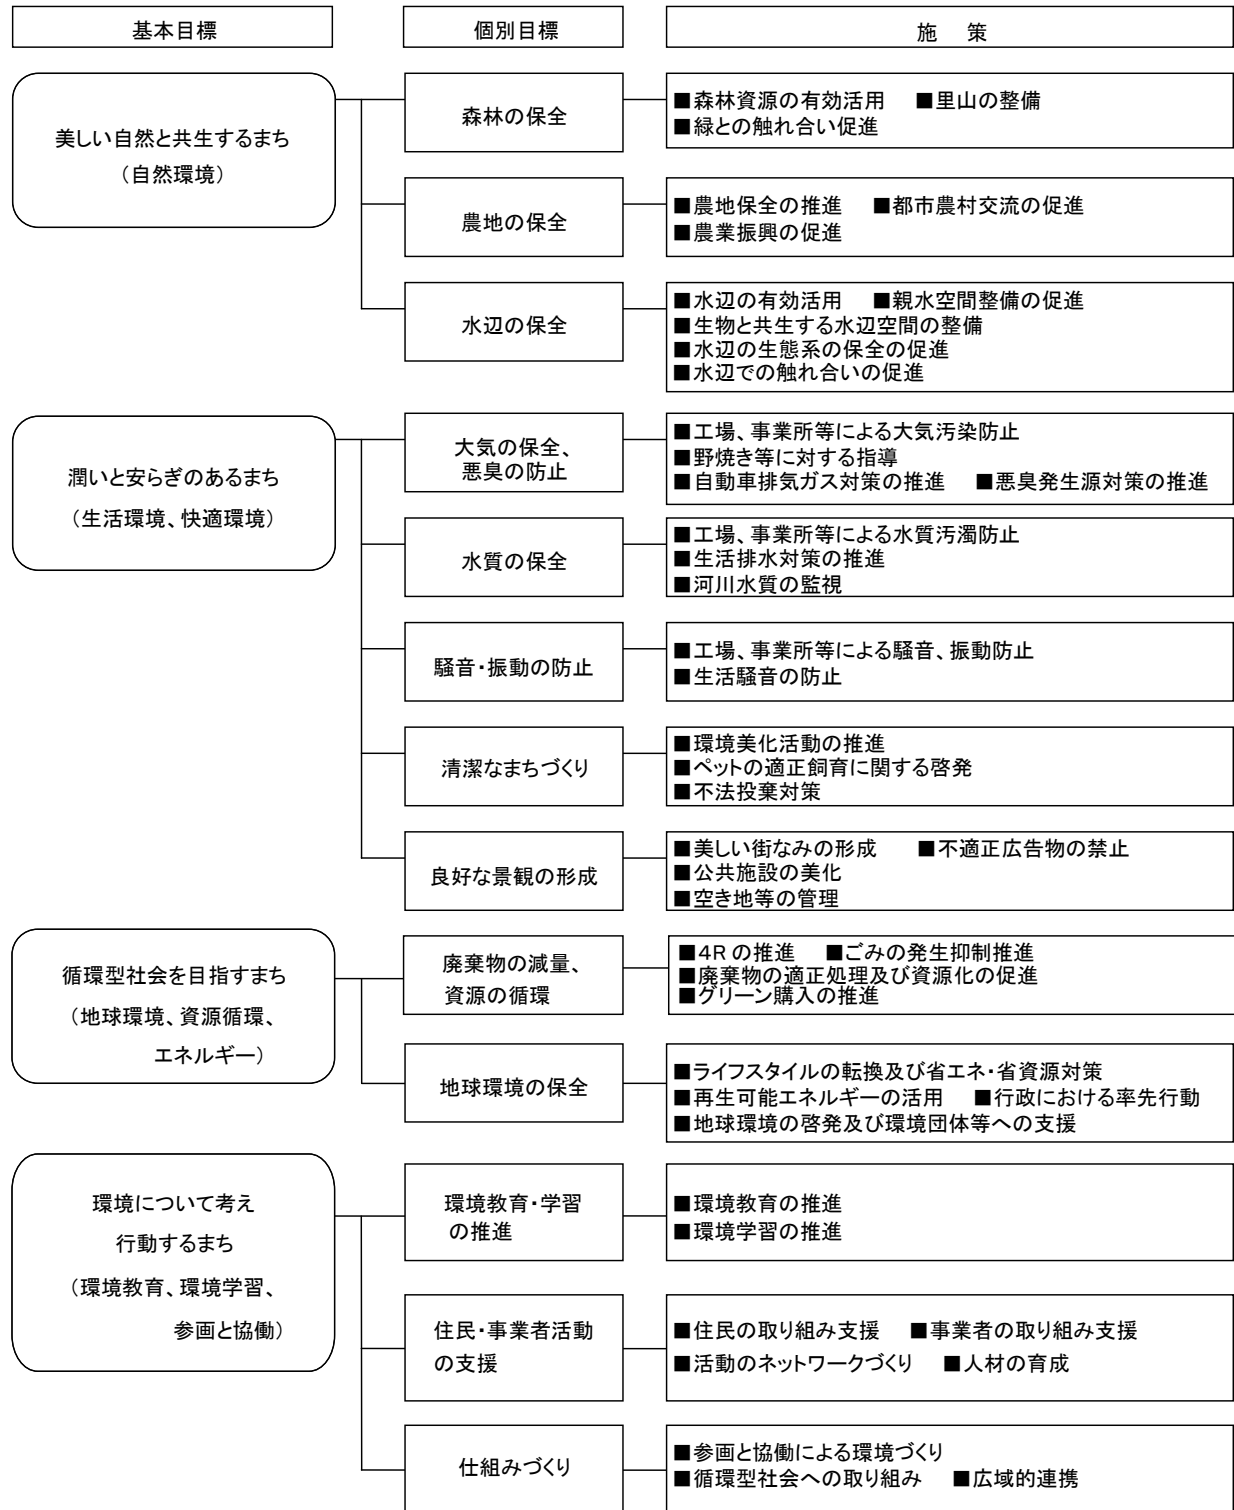 基本目標
個別目標
施　策
美しい自然と共生するまち
（自然環境）
森林の保全
■森林資源の有効活用　■里山の整備
■緑との触れ合い促進
農地の保全
■農地保全の推進　■都市農村交流の促進
■農業振興の促進
水辺の保全
■水辺の有効活用　■親水空間整備の促進
■生物と共生する水辺空間の整備
■水辺の生態系の保全の促進
■水辺での触れ合いの促進
潤いと安らぎのあるまち
（生活環境、快適環境）
大気の保全、
悪臭の防止
■工場、事業所等による大気汚染防止
■野焼き等に対する指導
■自動車排気ガス対策の推進　■悪臭発生源対策の推進
水質の保全
■工場、事業所等による水質汚濁防止
■生活排水対策の推進
■河川水質の監視
騒音・振動の防止
■工場、事業所等による騒音、振動防止
■生活騒音の防止
清潔なまちづくり
■環境美化活動の推進
■ペットの適正飼育に関する啓発
■不法投棄対策
良好な景観の形成
■美しい街なみの形成　■不適正広告物の禁止
■公共施設の美化
■空き地等の管理
循環型社会を目指すまち
（地球環境、資源循環、
エネルギー）
廃棄物の減量、
資源の循環
■4R の推進　■ごみの発生抑制推進
■廃棄物の適正処理及び資源化の促進
■グリーン購入の推進
地球環境の保全
■ライフスタイルの転換及び省エネ・省資源対策
■再生可能エネルギーの活用　■行政における率先行動
■地球環境の啓発及び環境団体等への支援
環境について考え
行動するまち
（環境教育、環境学習、
参画と協働）
環境教育・学習
の推進
■環境教育の推進
■環境学習の推進
住民・事業者活動
の支援
■住民の取り組み支援　■事業者の取り組み支援
■活動のネットワークづくり　■人材の育成
仕組みづくり
■参画と協働による環境づくり
■循環型社会への取り組み　■広域的連携